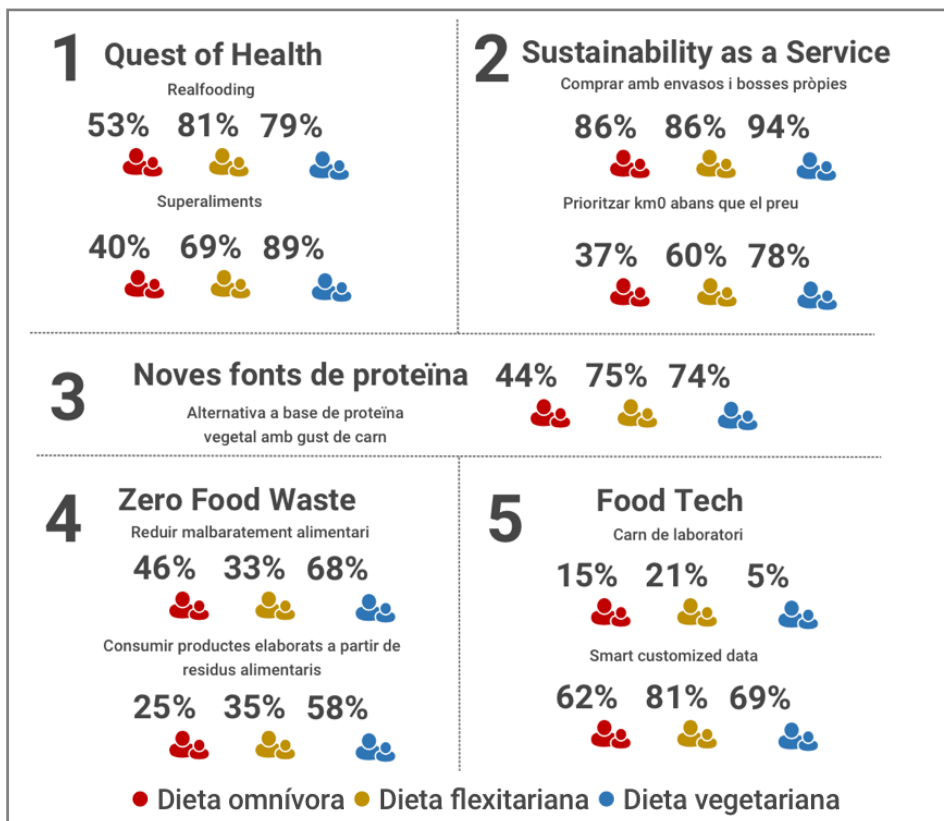 1 Quest of Health
Realfooding
53% 81% 79%
Superaliments
40% 69% 89%
2 Sustainability as a Service
Comprar amb envasos i bosses pròpies
86% 86% 94%
Prioritzar km0 abans que el preu
37% 60% 78%
3 Noves fonts de proteïna 44% 75% 74%
Alternativa a base de proteïna
vegetal amb gust de carn
4 Zero Food Waste
Reduir malbaratement alimentari
46% 33% 68%
Consumir productes elaborats a partir de
residus alimentaris
25% 35% 58%
5 Food Tech
Carn de laboratori
15% 21% 5%
Smart customized data
62% 81% 69%
Dieta omnívora Dieta flexitariana Dieta vegetariana